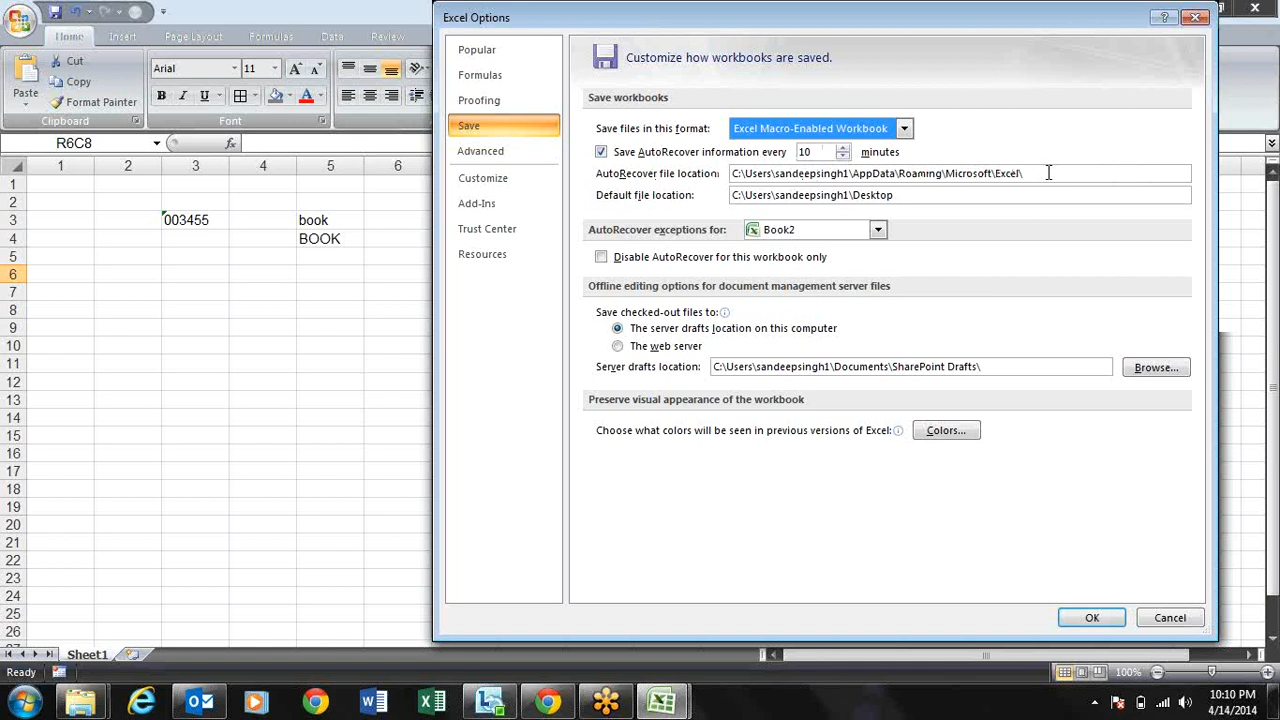 Excel Options
Home Insert Page Layout Formulas Data Review
Cut
Copy
Format Painter
Paste
Clipboard
Arial 11
B I U
Font
R6C8
fx
1 2 3 4 5 6
1
2
3 003455 book
4 BOOK
5
6
7
8
9
10
11
12
13
14
15
16
17
18
19
20
21
22
23
24
25
26
Popular
Formulas
Proofing
Save
Advanced
Customize
Add-Ins
Trust Center
Resources
Customize how workbooks are saved.
Save workbooks
Save files in this format: Excel Macro-Enabled Workbook
Save AutoRecover information every 10 minutes
AutoRecover file location: C:\Users\sandeepsingh1\AppData\Roaming\Microsoft\Excel\
Default file location: C:\Users\sandeepsingh1\Desktop
AutoRecover exceptions for: Book2
Disable AutoRecover for this workbook only
Offline editing options for document management server files
Save checked-out files to:
The server drafts location on this computer
The web server
Server drafts location: C:\Users\sandeepsingh1\Documents\SharePoint Drafts\
Browse...
Preserve visual appearance of the workbook
Choose what colors will be seen in previous versions of Excel: Colors...
OK Cancel
Sheet1
Ready 100%
10:10 PM
4/14/2014